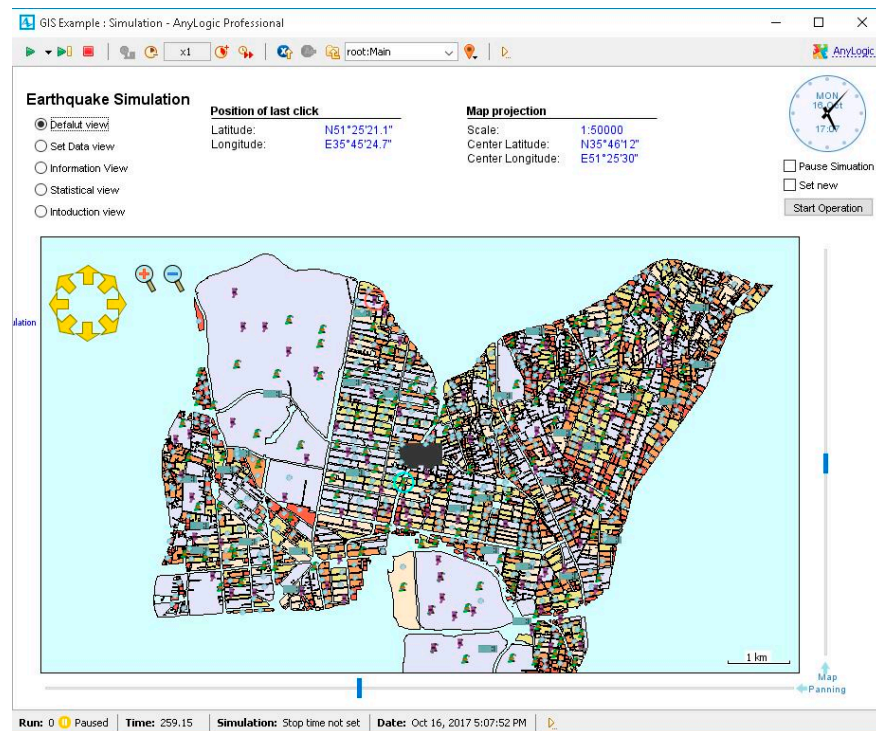 GIS Example : Simulation - AnyLogic Professional
x1
root:Main
AnyLogic
Earthquake Simulation
Defalut view
Set Data view
Information View
Statistical view
Intoduction view
Position of last click
Latitude: N51°25'21.1"
Longitude: E35°45'24.7"
Map projection
Scale: 1:50000
Center Latitude: N35°46'12"
Center Longitude: E51°25'30"
MON
16 Oct
17:07
Pause Simuation
Set new
Start Operation
ulation
1 km
Map
Panning
Run: 0 Paused Time: 259.15 Simulation: Stop time not set Date: Oct 16, 2017 5:07:52 PM